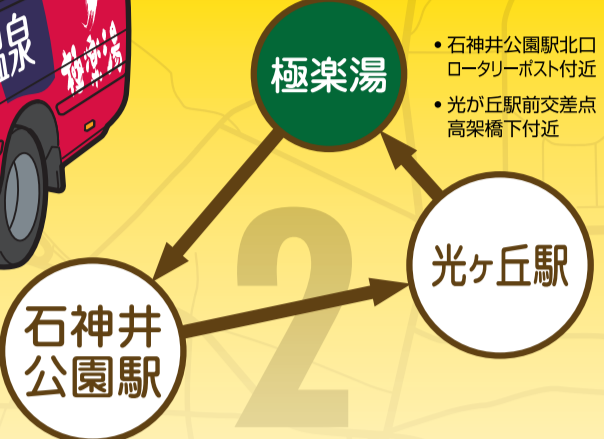 温泉
極楽湯
極楽湯
• 石神井公園駅北口
ロータリーポスト付近
• 光が丘駅前交差点
高架橋下付近
光ヶ丘駅
2
石神井
公園駅